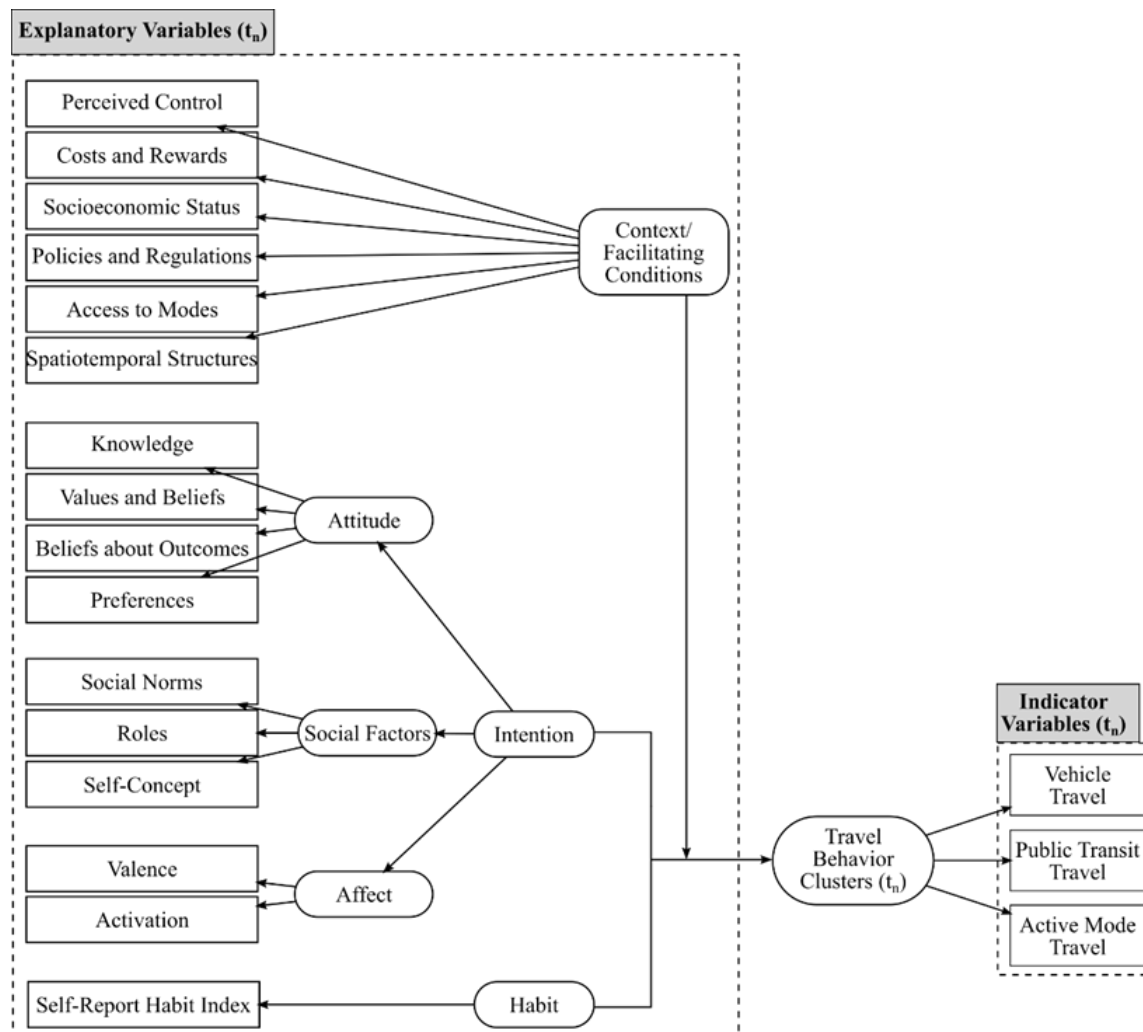 Explanatory Variables (tn)
Perceived Control
Costs and Rewards
Socioeconomic Status
Policies and Regulations
Access to Modes
Spatiotemporal Structures
Context/
Facilitating
Conditions
Knowledge
Values and Beliefs
Beliefs about Outcomes
Preferences
Attitude
Social Norms
Roles
Self-Concept
Social Factors
Intention
Valence
Activation
Affect
Self-Report Habit Index
Habit
Travel
Behavior
Clusters (tn)
Indicator
Variables (tn)
Vehicle
Travel
Public Transit
Travel
Active Mode
Travel